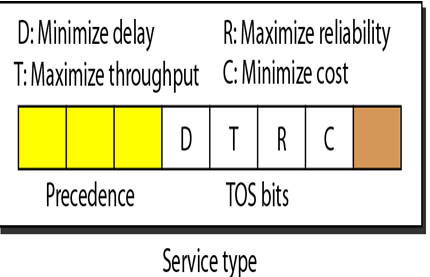 D: Minimize delay R: Maximize reliability
T: Maximize throughput C: Minimize cost
D T R C
Precedence TOS bits
Service type